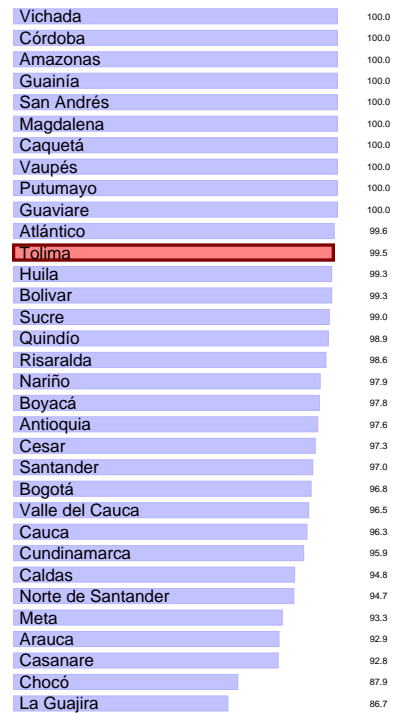 Vichada 100.0
Córdoba 100.0
Amazonas 100.0
Guainía 100.0
San Andrés 100.0
Magdalena 100.0
Caquetá 100.0
Vaupés 100.0
Putumayo 100.0
Guaviare 100.0
Atlántico 99.6
Tolima 99.5
Huila 99.3
Bolivar 99.3
Sucre 99.0
Quindío 98.9
Risaralda 98.6
Nariño 97.9
Boyacá 97.8
Antioquia 97.6
Cesar 97.3
Santander 97.0
Bogotá 96.8
Valle del Cauca 96.5
Cauca 96.3
Cundinamarca 95.9
Caldas 94.8
Norte de Santander 94.7
Meta 93.3
Arauca 92.9
Casanare 92.8
Chocó 87.9
La Guajira 86.7